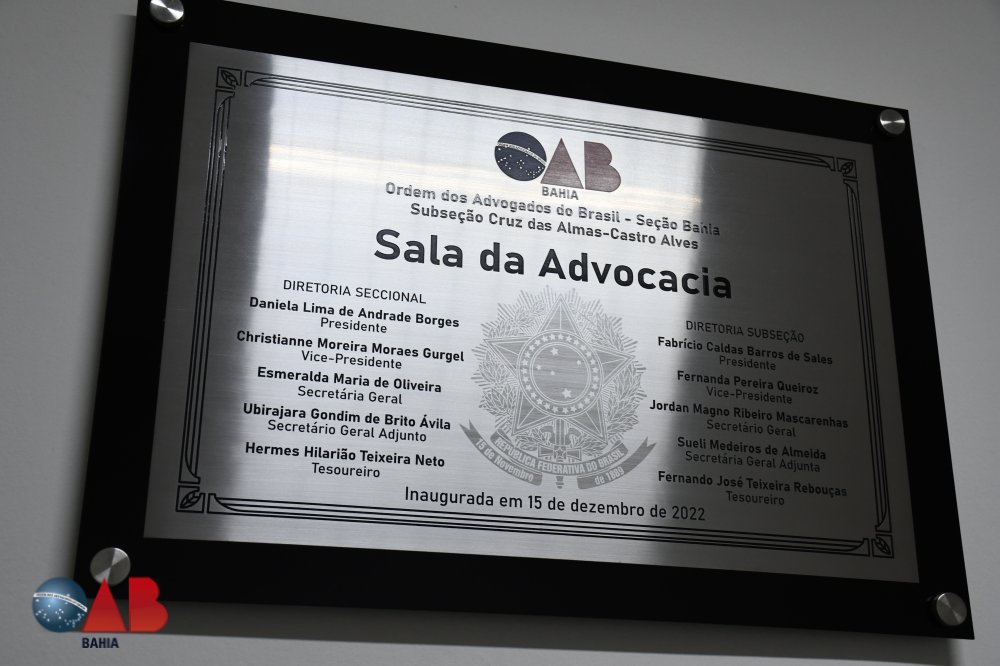 OAB
BAHIA
Ordem dos Advogados do Brasil - Seção Bahia
Subseção Cruz das Almas-Castro Alves
Sala da Advocacia
DIRETORIA SECCIONAL
Daniela Lima de Andrade Borges
Presidente
Christianne Moreira Moraes Gurgel
Vice-Presidente
Esmeralda Maria de Oliveira
Secretária Geral
Ubirajara Gondim de Brito Ávila
Secretário Geral Adjunto
Hermes Hilarião Teixeira Neto
Tesoureiro
DIRETORIA SUBSEÇÃO
Fabrício Caldas Barros de Sales
Presidente
Fernanda Pereira Queiroz
Vice-Presidente
Jordan Magno Ribeiro Mascarenhas
Secretário Geral
Sueli Medeiros de Almeida
Secretária Geral Adjunta
Fernando José Teixeira Rebouças
Tesoureiro
REPÚBLICA FEDERATIVA DO BRASIL
15 de Novembro
de 1889
Inaugurada em 15 de dezembro de 2022
OAB
BAHIA